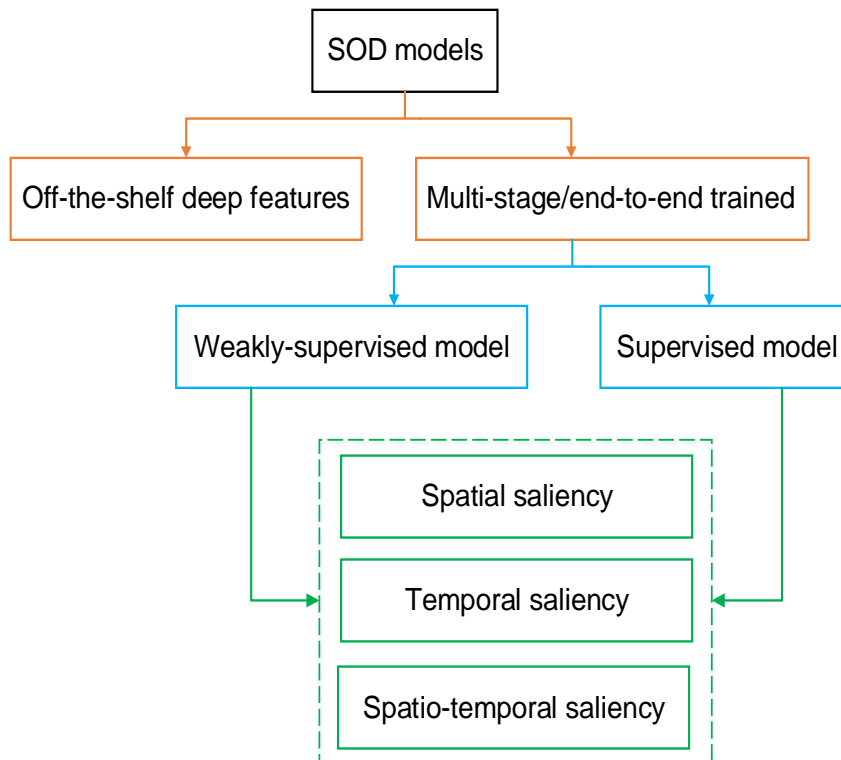 SOD models
Off-the-shelf deep features
Multi-stage/end-to-end trained
Weakly-supervised model
Supervised model
Spatial saliency
Temporal saliency
Spatio-temporal saliency